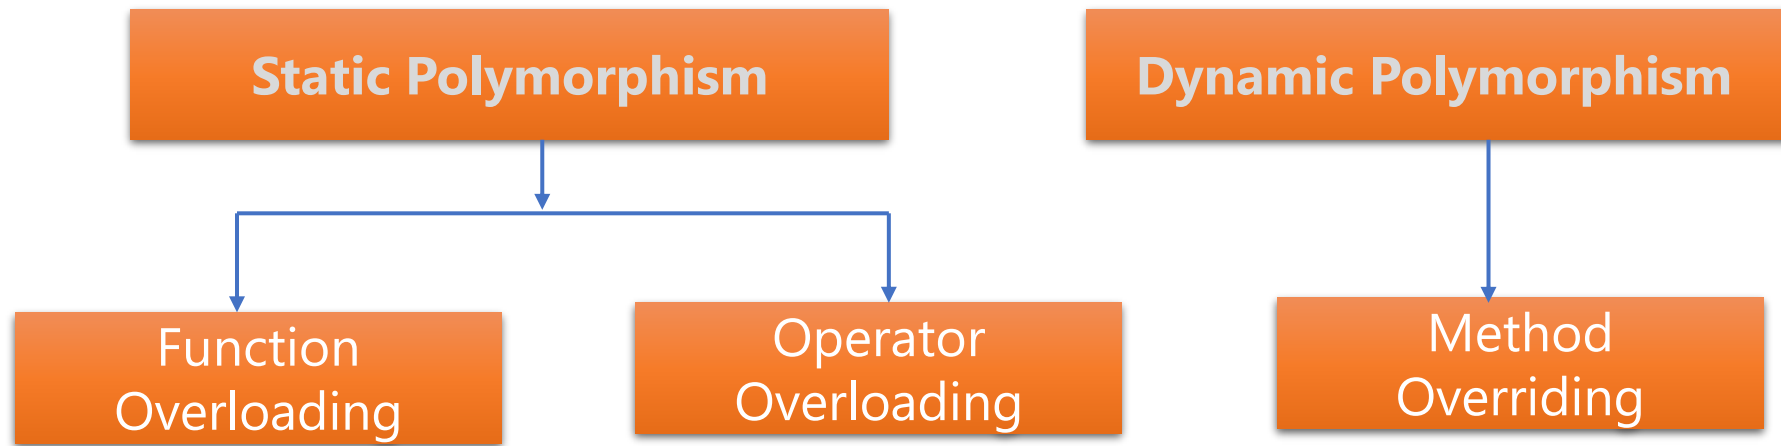 Static Polymorphism
Dynamic Polymorphism
Function
Overloading
Operator
Overloading
Method
Overriding